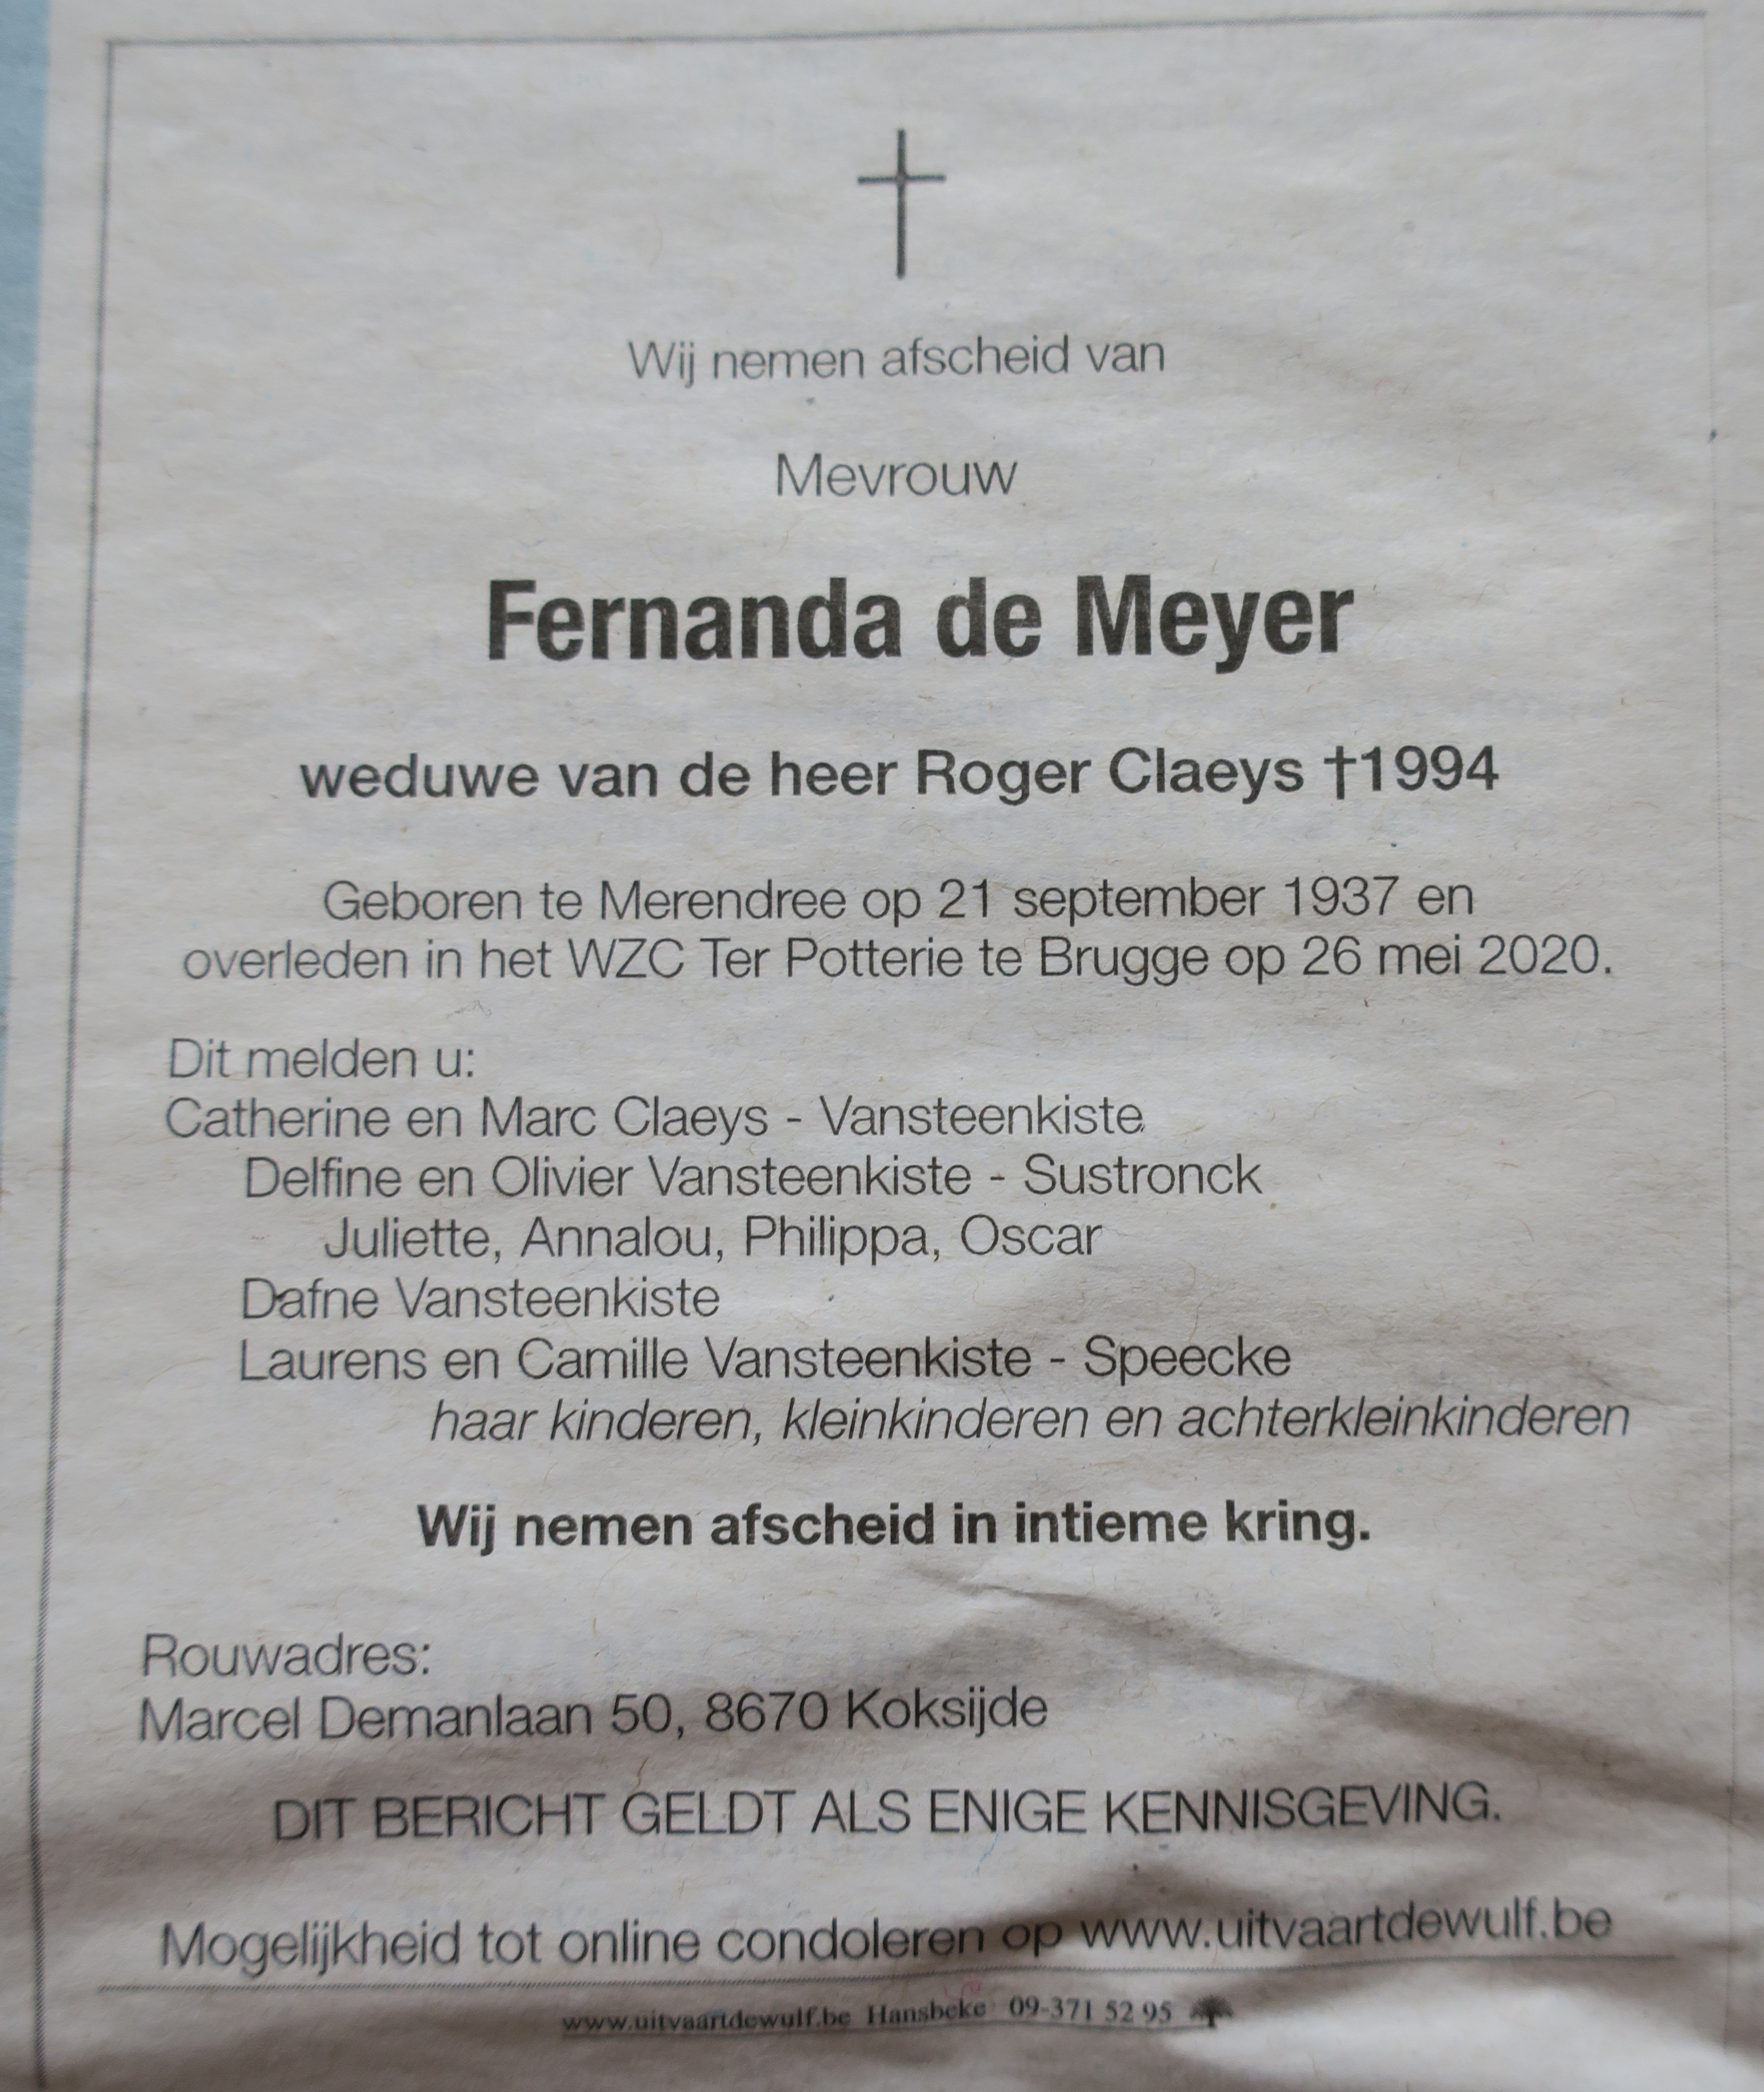 Wij nemen afscheid van
Mevrouw
Fernanda de Meyer
weduwe van de heer Roger Claeys †1994
Geboren te Merendree op 21 september 1937 en
overleden in het WZC Ter Potterie te Brugge op 26 mei 2020.
Dit melden u:
Catherine en Marc Claeys - Vansteenkiste
Delfine en Olivier Vansteenkiste - Sustronck
Juliette, Annalou, Philippa, Oscar
Dafne Vansteenkiste
Laurens en Camille Vansteenkiste - Speecke
haar kinderen, kleinkinderen en achterkleinkinderen
Wij nemen afscheid in intieme kring.
Rouwadres:
Marcel Demanlaan 50, 8670 Koksijde
DIT BERICHT GELDT ALS ENIGE KENNISGEVING.
Mogelijkheid tot online condoleren op www.uitvaartdewulf.be
www.uitvaartdewulf.be Hansbeke 09-371 52 95